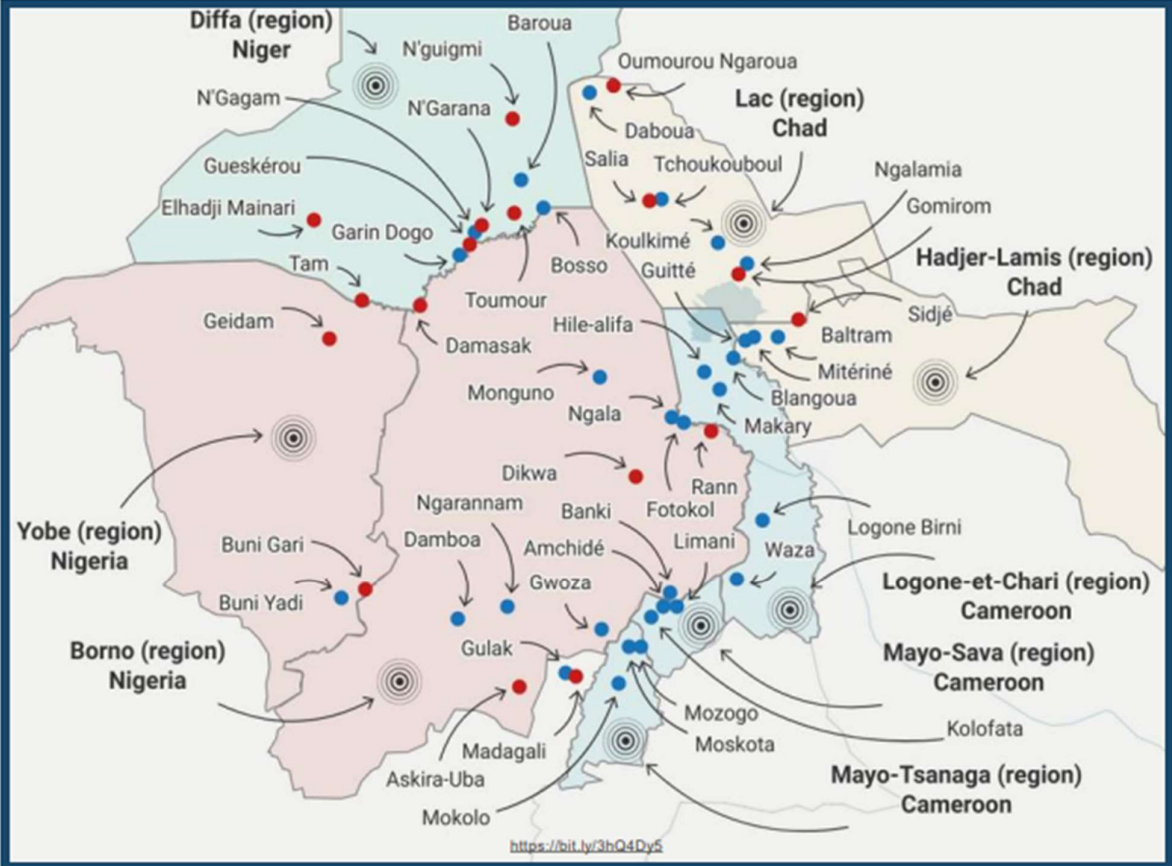 Diffa (region)
Niger
Baroua
N'guigmi
Oumourou Ngaroua
N'Gagam
N'Garana
Lac (region)
Chad
Daboua
Gueskérou
Salia
Tchoukouboul
Ngalamia
Elhadji Mainari
Gomirom
Garin Dogo
Koulkimé
Tam
Bosso
Guitté
Hadjer-Lamis (region)
Chad
Toumour
Geidam
Hile-alifa
Sidjé
Damasak
Baltram
Mitériné
Monguno
Blangoua
Ngala
Makary
Dikwa
Rann
Ngarannam
Banki
Fotokol
Yobe (region)
Nigeria
Logone Birni
Buni Gari
Damboa
Amchidé
Limani
Waza
Gwoza
Logone-et-Chari (region)
Cameroon
Buni Yadi
Borno (region)
Nigeria
Gulak
Mayo-Sava (region)
Cameroon
Mozogo
Kolofata
Madagali
Moskota
Askira-Uba
Mayo-Tsanaga (region)
Cameroon
Mokolo
https://bit.ly/3hQ4Dy5